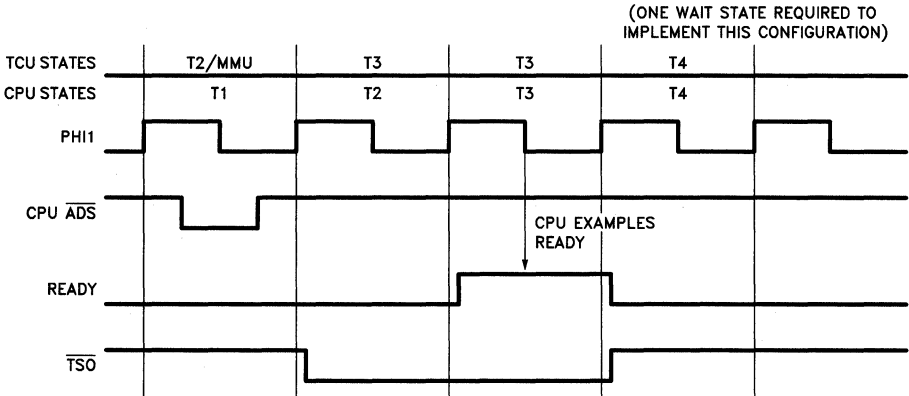 (ONE WAIT STATE REQUIRED TO
IMPLEMENT THIS CONFIGURATION)
TCU STATES T2/MMU T3 T3 T4
CPU STATES T1 T2 T3 T4
PHI1
CPU ADS
CPU EXAMPLES
READY
READY
TSO